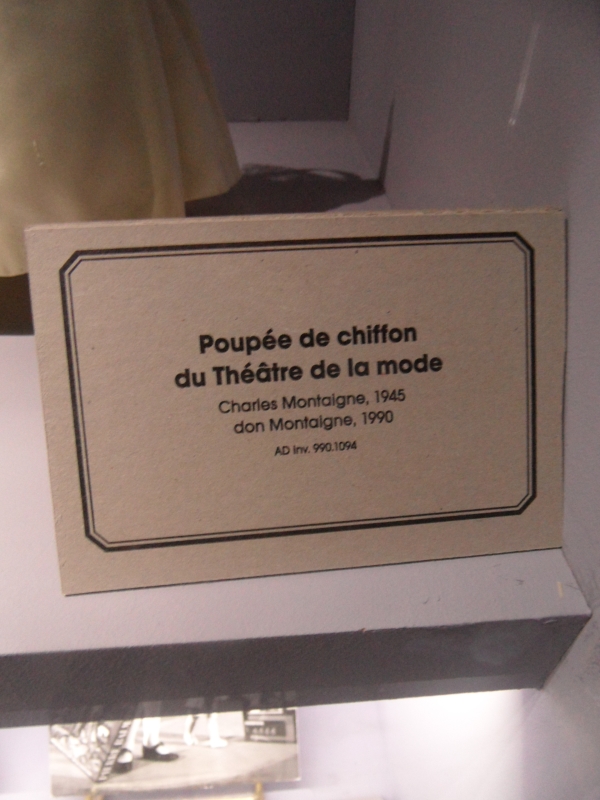 Poupée de chiffon
du Théâtre de la mode
Charles Montaigne, 1945
don Montaigne, 1990
AD Inv. 990.1094